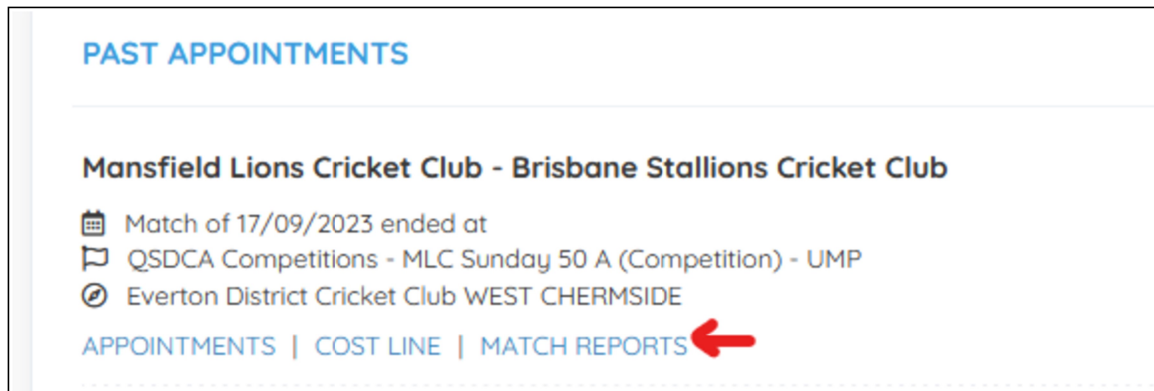 PAST APPOINTMENTS
Mansfield Lions Cricket Club - Brisbane Stallions Cricket Club
Match of 17/09/2023 ended at
QSDCA Competitions - MLC Sunday 50 A (Competition) - UMP
Everton District Cricket Club WEST CHERMSIDE
APPOINTMENTS | COST LINE | MATCH REPORTS